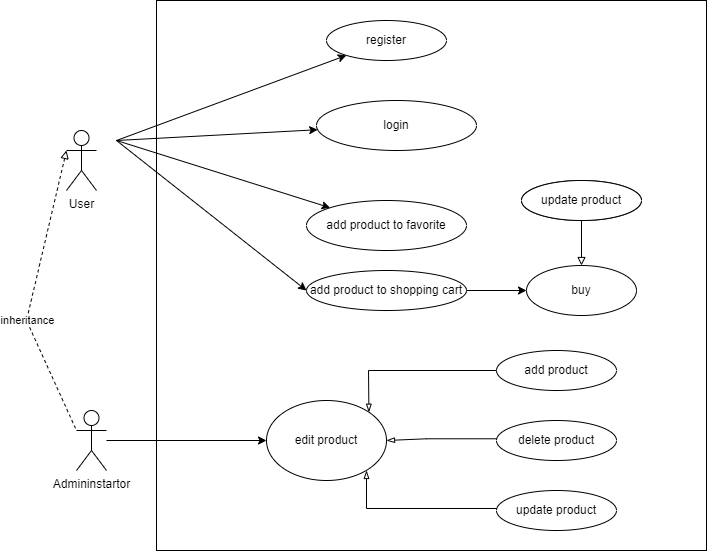 register
login
User
update product
add product to favorite
add product to shopping cart
buy
inheritance
add product
edit product
delete product
Admininstartor
update product